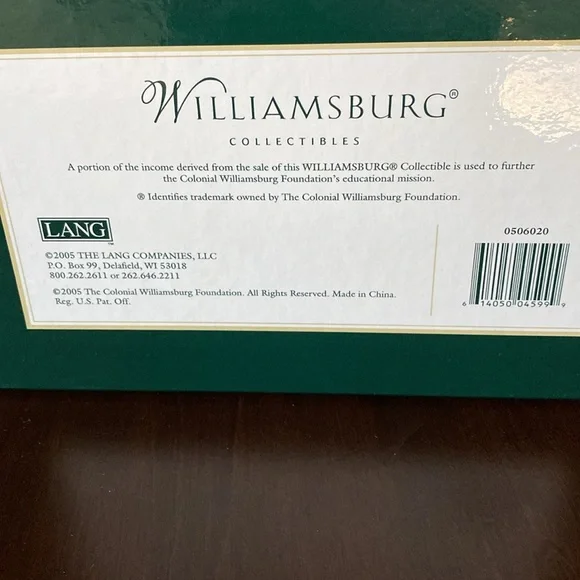 WILLIAMSBURG®
COLLECTIBLES
A portion of the income derived from the sale of this WILLIAMSBURG® Collectible is used to further
the Colonial Williamsburg Foundation's educational mission.
® Identifies trademark owned by The Colonial Williamsburg Foundation.
LANG™
©2005 THE LANG COMPANIES, LLC
P.O. Box 99, Delafield, WI 53018
800.262.2611 or 262.646.2211
©2005 The Colonial Williamsburg Foundation. All Rights Reserved. Made in China.
Reg. U.S. Pat. Off.
0506020
6 14050 04599 9